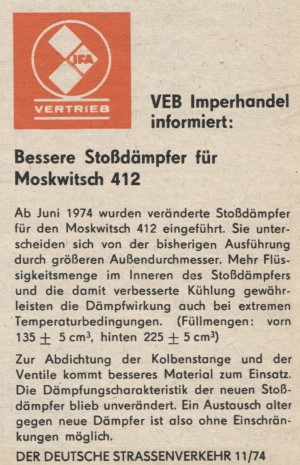 IFA
VERTRIEB
VEB Imperhandel
informiert:
Bessere Stoßdämpfer für
Moskwitsch 412
Ab Juni 1974 wurden veränderte Stoßdämpfer
für den Moskwitsch 412 eingeführt. Sie unter-
scheiden sich von der bisherigen Ausführung
durch größeren Außendurchmesser. Mehr Flüs-
sigkeitsmenge im Inneren des Stoßdämpfers
und die damit verbesserte Kühlung gewähr-
leisten die Dämpfwirkung auch bei extremen
Temperaturbedingungen. (Füllmengen: vorn
135 ± 5 cm³, hinten 225 ± 5 cm³)
Zur Abdichtung der Kolbenstange und der
Ventile kommt besseres Material zum Einsatz.
Die Dämpfungscharakteristik der neuen Stoß-
dämpfer blieb unverändert. Ein Austausch alter
gegen neue Dämpfer ist also ohne Einschrän-
kungen möglich.
DER DEUTSCHE STRASSENVERKEHR 11/74